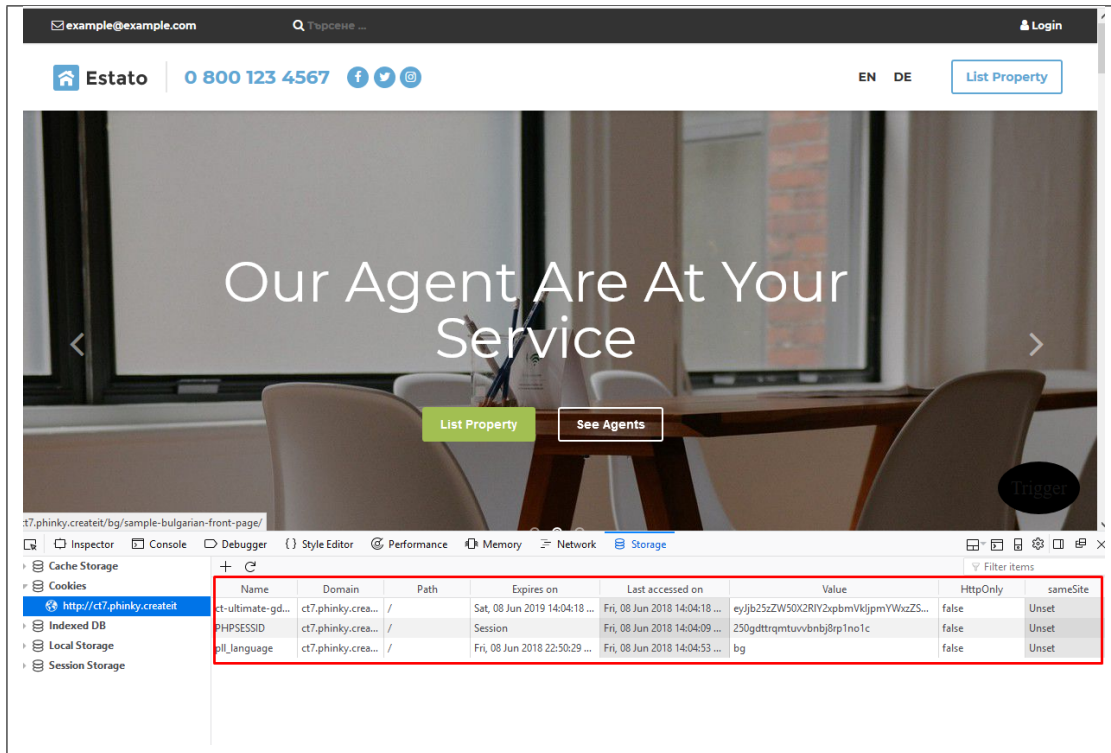 example@example.com Търсене ... Login
Estato 0 800 123 4567 EN DE List Property
Our Agent Are At Your
Service
List Property See Agents
Trigger
t7.phinky.createit/bg/sample-bulgarian-front-page/
Inspector Console Debugger { } Style Editor Performance Memory Network Storage
Cache Storage
Cookies
http://ct7.phinky.createit
Indexed DB
Local Storage
Session Storage
Filter items
Name Domain Path Expires on Last accessed on Value HttpOnly sameSite
ct-ultimate-gd... ct7.phinky.crea... / Sat, 08 Jun 2019 14:04:18 ... Fri, 08 Jun 2018 14:04:18 ... eyJjb25zZW50X2RlY2xpbmVkIjpmYWxzZS... false Unset
PHPSESSID ct7.phinky.crea... / Session Fri, 08 Jun 2018 14:04:09 ... 250gdttrqmtuvvbnbj8rp1no1c false Unset
pll_language ct7.phinky.crea... / Fri, 08 Jun 2018 22:50:29 ... Fri, 08 Jun 2018 14:04:53 ... bg false Unset